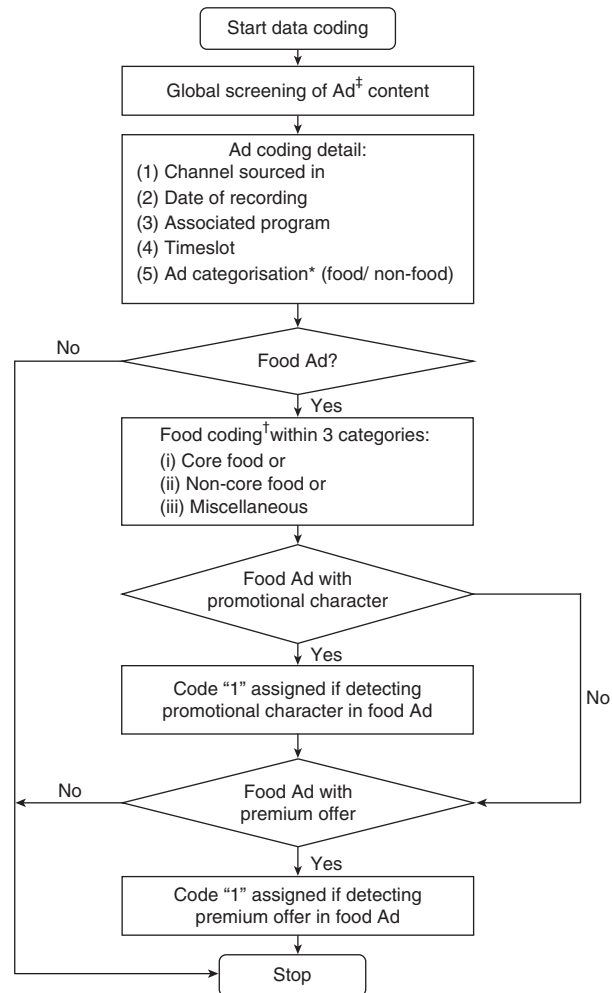 Start data coding
Global screening of Ad‡ content
Ad coding detail:
(1) Channel sourced in
(2) Date of recording
(3) Associated program
(4) Timeslot
(5) Ad categorisation* (food/ non-food)
No
Food Ad?
Yes
Food coding† within 3 categories:
(i) Core food or
(ii) Non-core food or
(iii) Miscellaneous
Food Ad with
promotional character
Yes
Code “1” assigned if detecting
promotional character in food Ad
No
No
Food Ad with
premium offer
Yes
Code “1” assigned if detecting
premium offer in food Ad
Stop